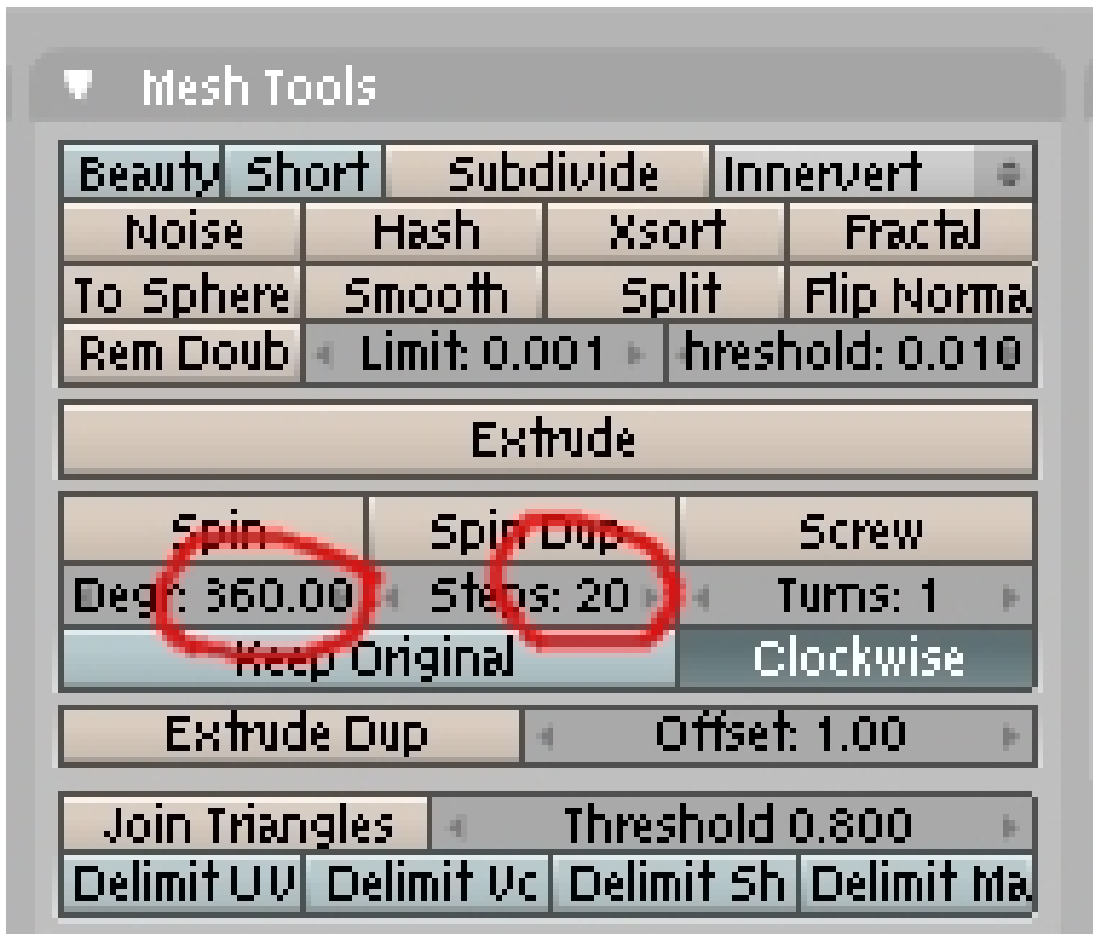 Mesh Tools
Beauty Short Subdivide Innervert
Noise Hash Xsort Fractal
To Sphere Smooth Split Flip Norma
Rem Doub Limit: 0.001 hreshold: 0.010
Extrude
Spin Spin Dup Screw
Degr: 360.00 Steps: 20 Turns: 1
Keep Original Clockwise
Extrude Dup Offset: 1.00
Join Triangles Threshold 0.800
Delimit UV Delimit Vc Delimit Sh Delimit Ma